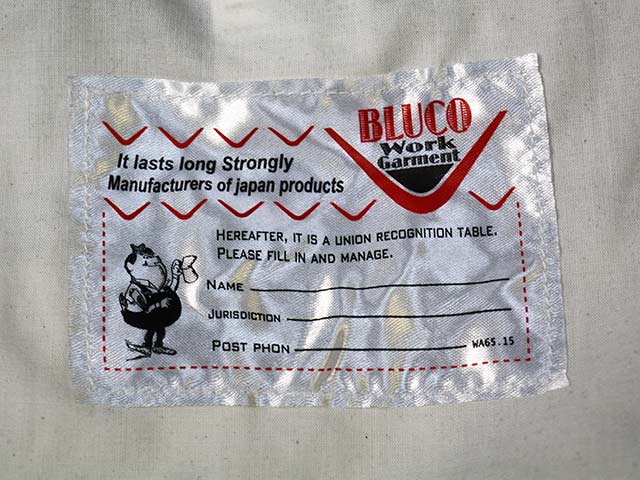 BLUCO
Work
Garment
It lasts long Strongly
Manufacturers of japan products
HEREAFTER, IT IS A UNION RECOGNITION TABLE.
PLEASE FILL IN AND MANAGE.
NAME
JURISDICTION
POST PHON
WA65.15